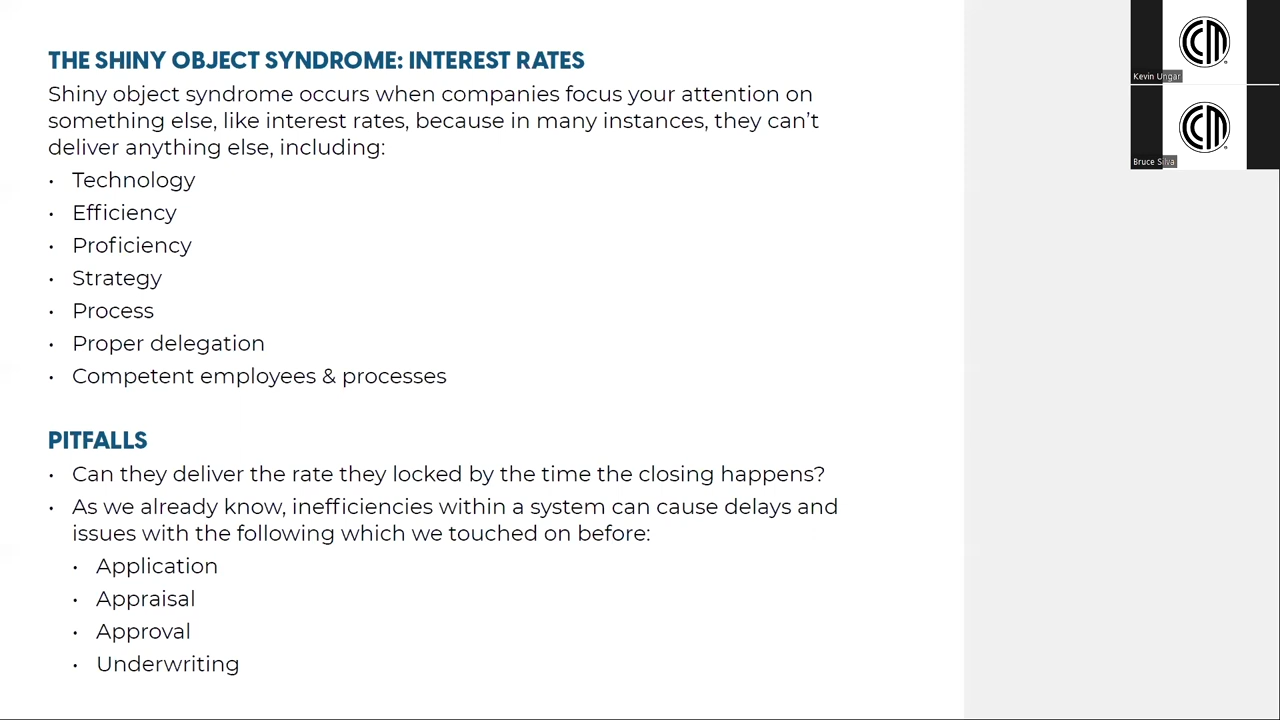 THE SHINY OBJECT SYNDROME: INTEREST RATES
Shiny object syndrome occurs when companies focus your attention on
something else, like interest rates, because in many instances, they can’t
deliver anything else, including:
• Technology
• Efficiency
• Proficiency
• Strategy
• Process
• Proper delegation
• Competent employees & processes
PITFALLS
• Can they deliver the rate they locked by the time the closing happens?
• As we already know, inefficiencies within a system can cause delays and
issues with the following which we touched on before:
• Application
• Appraisal
• Approval
• Underwriting
CM
Kevin Ungar
CM
Bruce Silva